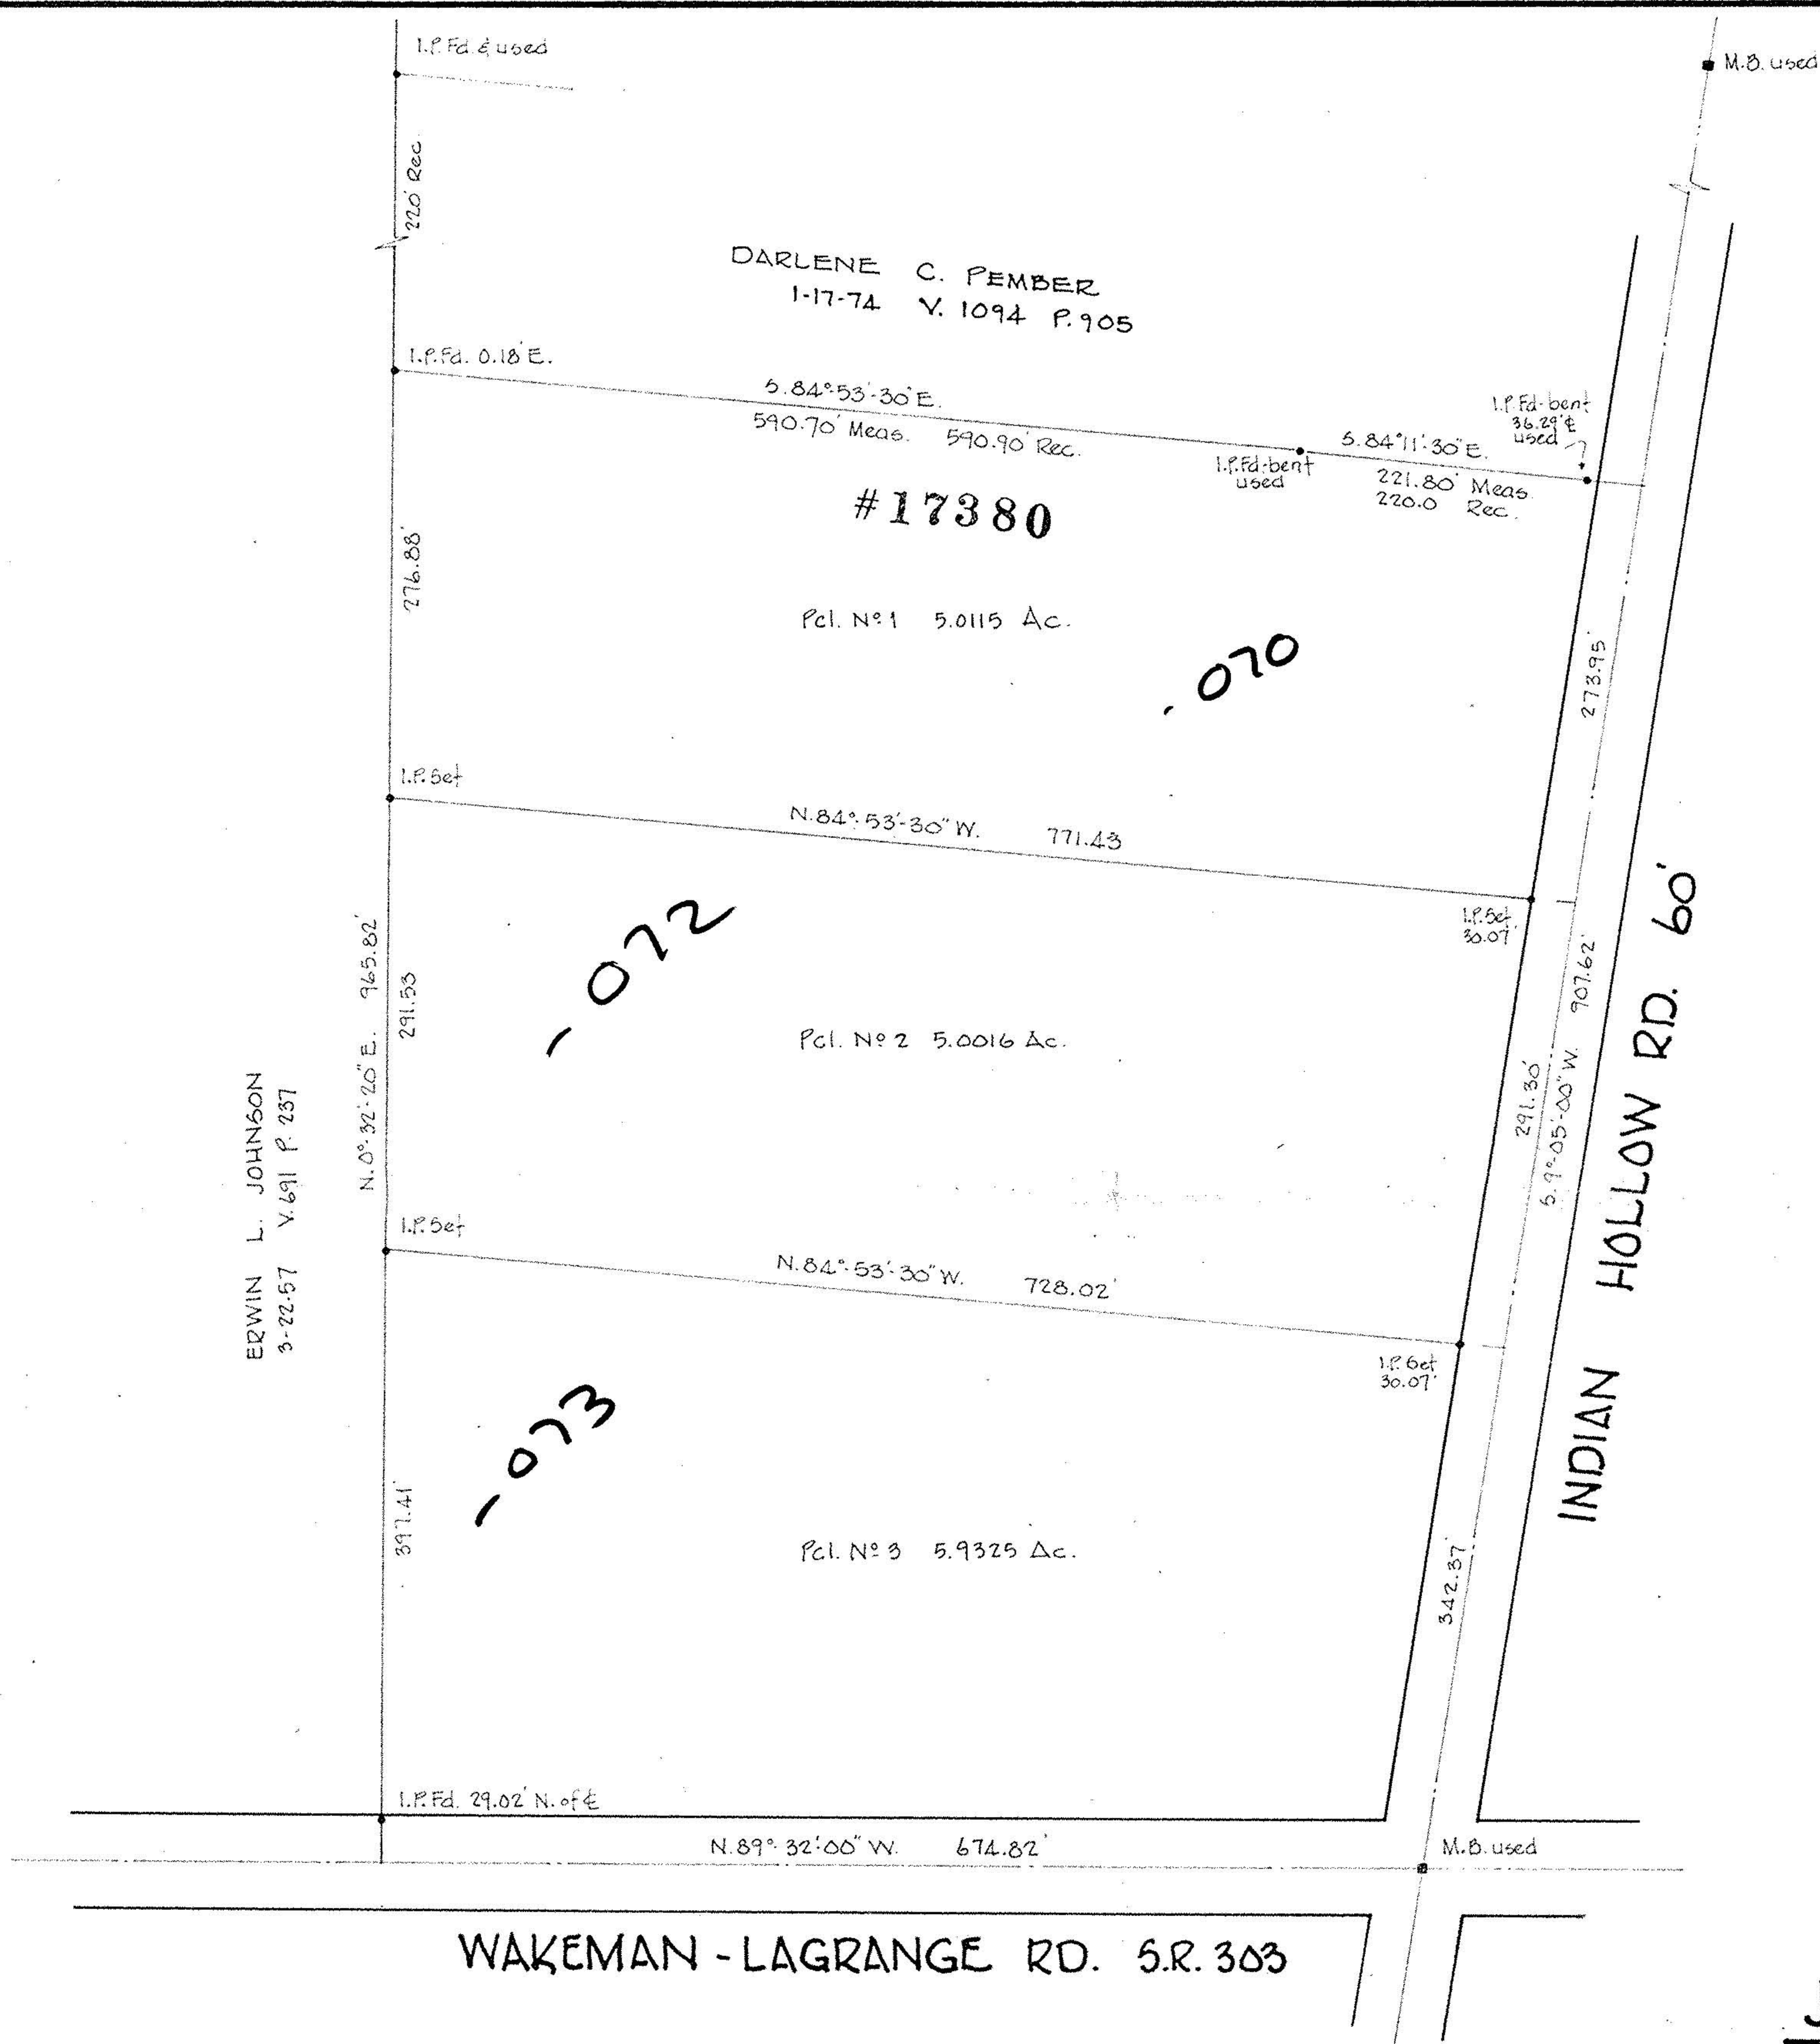 I.P. Fd. & used
M.B. used
220' Rec.
DARLENE C. PEMBER
1-17-74 V. 1094 P. 905
I.P. Fd. 0.18' E.
S. 84°-53'-30" E.
590.70' Meas. 590.90' Rec.
I.P. Fd-bent
36.29' ℄
used
S. 84°11'-30" E.
221.80' Meas.
220.0 Rec.
I.P. Fd-bent
used
#17380
276.88'
Pcl. Nº 1 5.0115 Ac.
- 070
273.95'
I.P. Set
N. 84°-53'-30" W. 771.43
I.P. Set
30.07'
- 072
N. 0°-32'-20" E. 965.82'
291.53
Pcl. Nº 2 5.0016 Ac.
291.30'
S. 9°-05'-00" W. 907.62'
INDIAN HOLLOW RD. 60'
ERWIN L. JOHNSON
3-22-57 V. 691 P. 237
I.P. Set
N. 84°-53'-30" W. 728.02'
I.P. Set
30.07'
- 073
397.41'
Pcl. Nº 3 5.9325 Ac.
342.37'
I.P. Fd. 29.02' N. of ℄
N. 89°-32'-00" W. 674.82'
M.B. used
WAKEMAN - LAGRANGE RD. S.R. 303